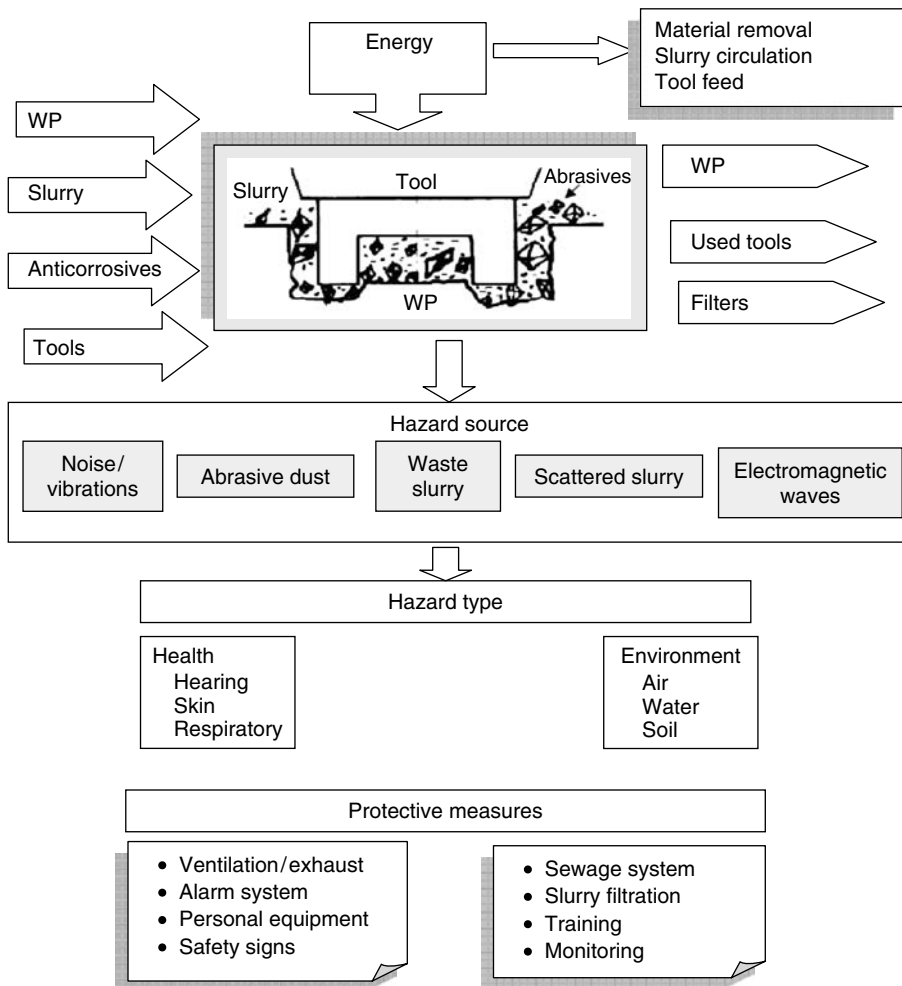 Energy
Material removal
Slurry circulation
Tool feed
WP
Slurry
Anticorrosives
Tools
Slurry
Tool
Abrasives
WP
WP
Used tools
Filters
Hazard source
Noise/
vibrations
Abrasive dust
Waste
slurry
Scattered slurry
Electromagnetic
waves
Hazard type
Health
Hearing
Skin
Respiratory
Environment
Air
Water
Soil
Protective measures
• Ventilation/exhaust
• Alarm system
• Personal equipment
• Safety signs
• Sewage system
• Slurry filtration
• Training
• Monitoring